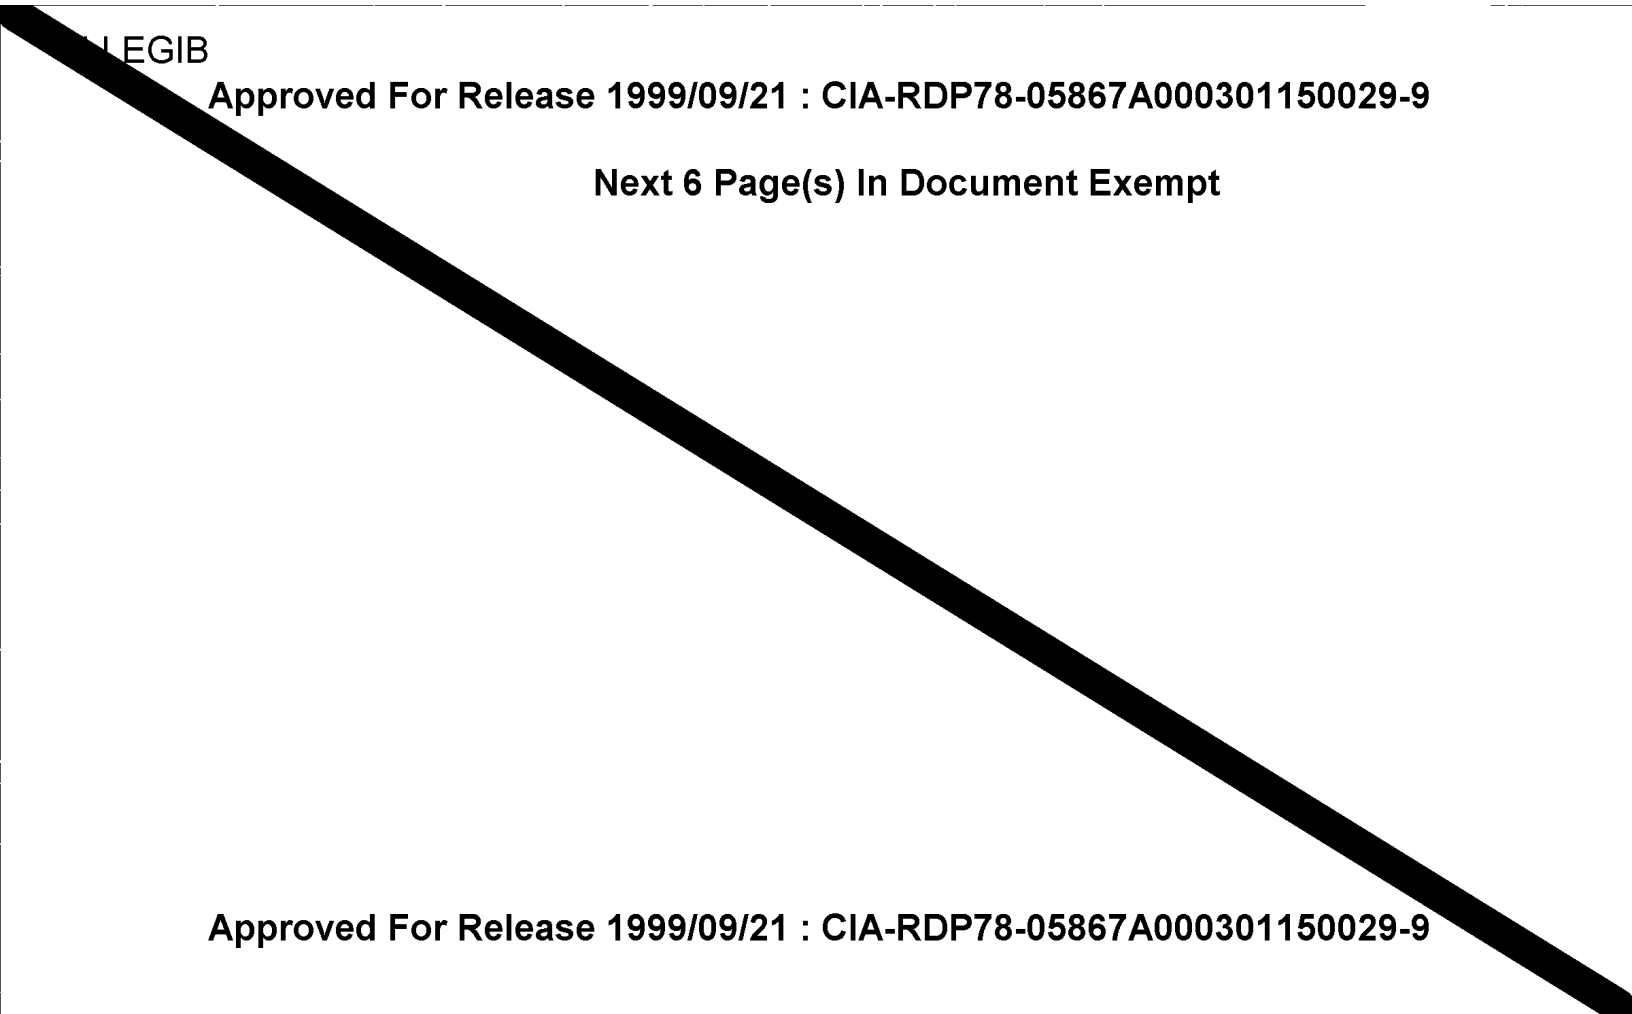 LEGIB
Approved For Release 1999/09/21 : CIA-RDP78-05867A000301150029-9
Next 6 Page(s) In Document Exempt
Approved For Release 1999/09/21 : CIA-RDP78-05867A000301150029-9